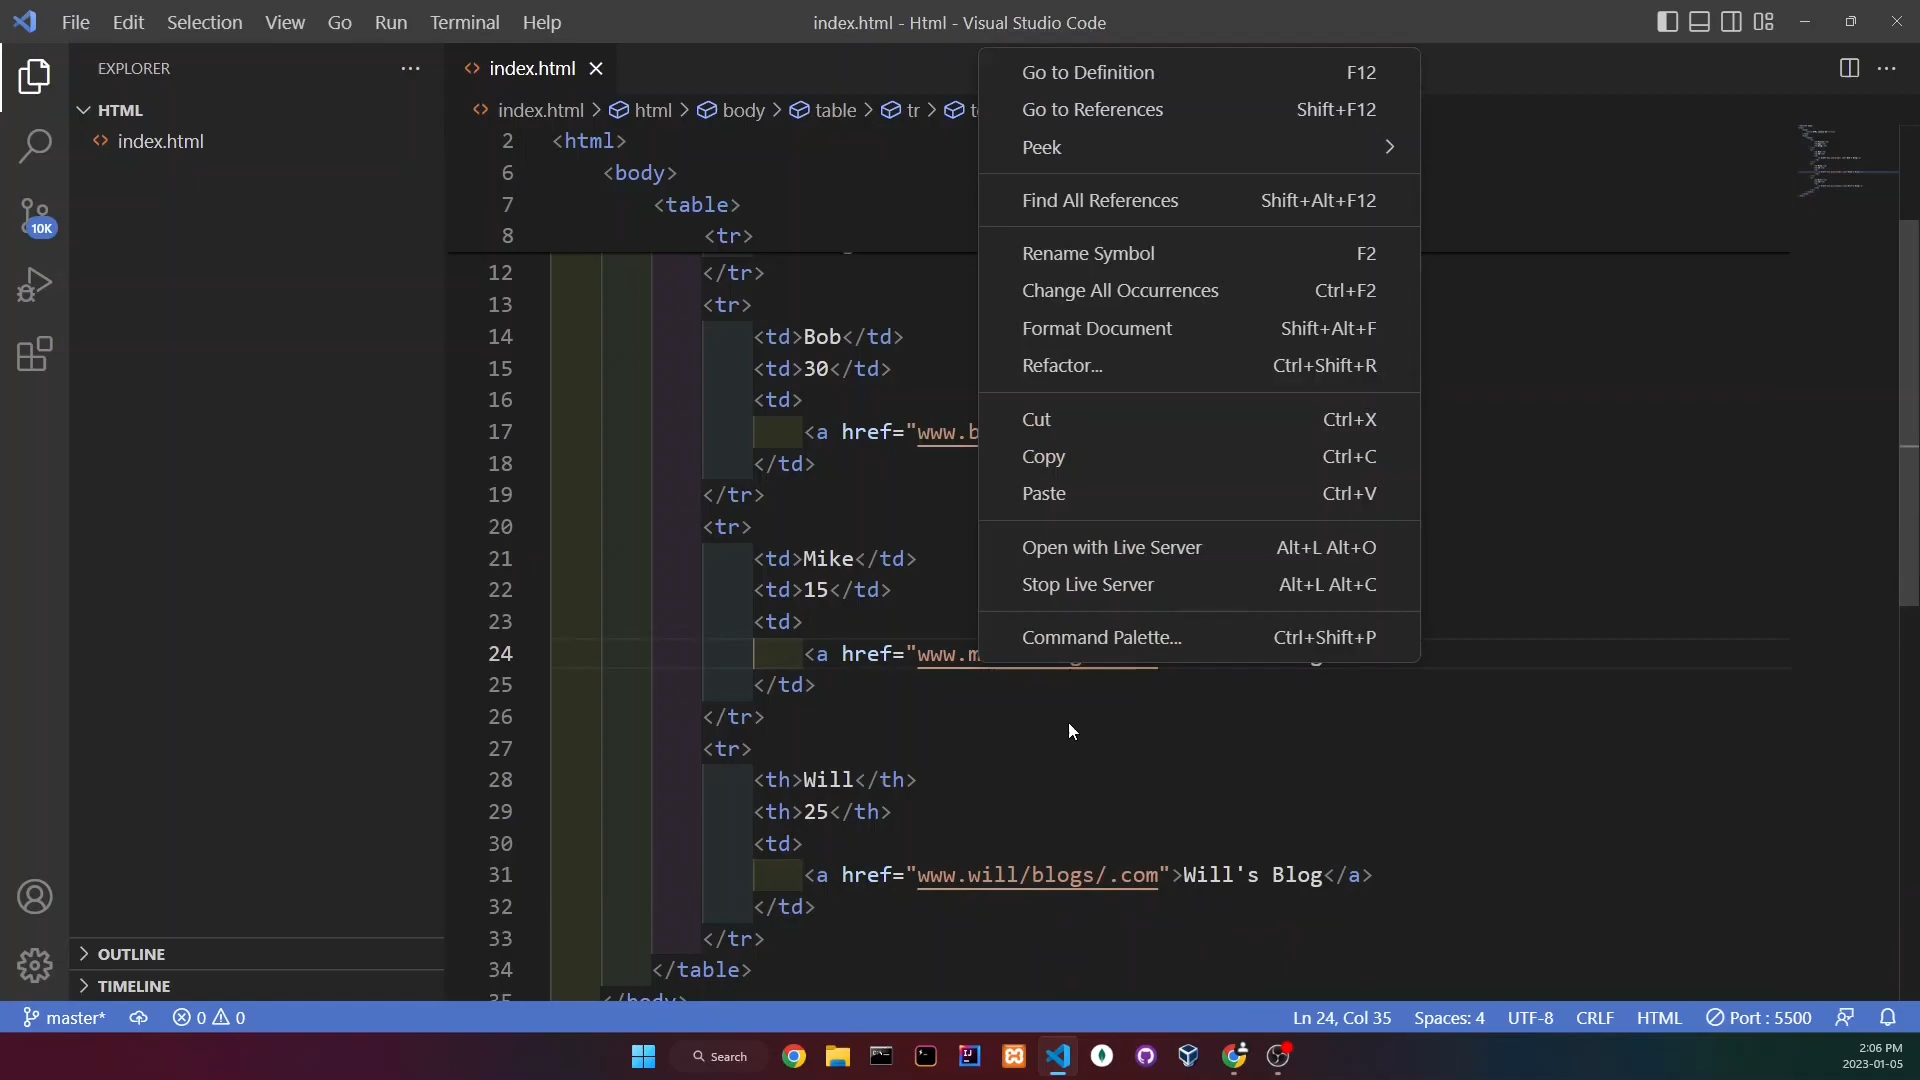 File Edit Selection View Go Run Terminal Help
index.html - Html - Visual Studio Code
EXPLORER
HTML
index.html
10K
OUTLINE
TIMELINE
index.html
index.html > html > body > table > tr >
2 <html>
6 <body>
7 <table>
8 <tr>
12 </tr>
13 <tr>
14 <td>Bob</td>
15 <td>30</td>
16 <td>
17 <a href="www.b
18 </td>
19 </tr>
20 <tr>
21 <td>Mike</td>
22 <td>15</td>
23 <td>
24 <a href="www.m
25 </td>
26 </tr>
27 <tr>
28 <th>Will</th>
29 <th>25</th>
30 <td>
31 <a href="www.will/blogs/.com">Will's Blog</a>
32 </td>
33 </tr>
34 </table>
35 </body>
Go to Definition F12
Go to References Shift+F12
Peek
Find All References Shift+Alt+F12
Rename Symbol F2
Change All Occurrences Ctrl+F2
Format Document Shift+Alt+F
Refactor... Ctrl+Shift+R
Cut Ctrl+X
Copy Ctrl+C
Paste Ctrl+V
Open with Live Server Alt+L Alt+O
Stop Live Server Alt+L Alt+C
Command Palette... Ctrl+Shift+P
master* 0 0 Ln 24, Col 35 Spaces: 4 UTF-8 CRLF HTML Port : 5500
Search
2:06 PM
2023-01-05